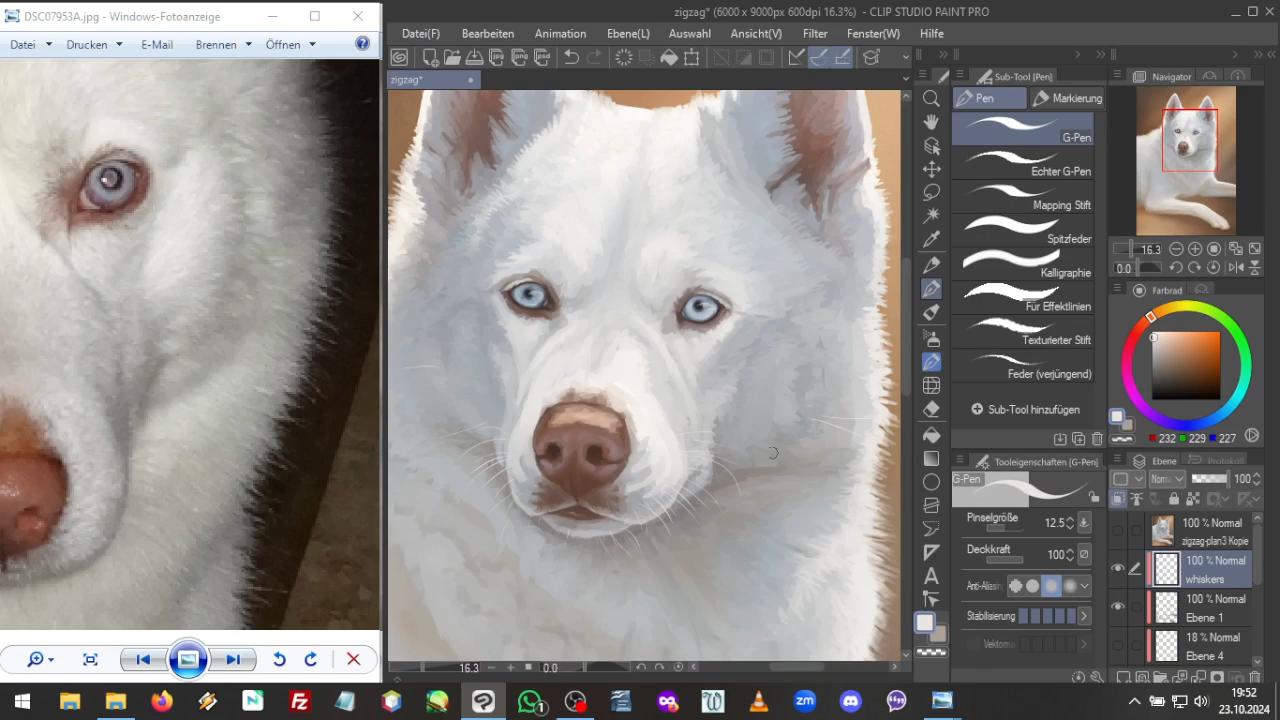 DSC07953A.jpg - Windows-Fotoanzeige
Datei Drucken E-Mail Brennen Öffnen
zigzag* (6000 x 9000px 600dpi 16.3%) - CLIP STUDIO PAINT PRO
Datei(F) Bearbeiten Animation Ebene(L) Auswahl Ansicht(V) Filter Fenster(W) Hilfe
zigzag*
Sub-Tool [Pen]
Pen Markierung
G-Pen
Echter G-Pen
Mapping Stift
Spitzfeder
Kalligraphie
Für Effektlinien
Texturierter Stift
Feder (verjüngend)
Sub-Tool hinzufügen
Tooleigenschaften [G-Pen]
G-Pen
Pinselgröße 12.5
Deckkraft 100
Stabilisierung
Navigator
16.3
0.0
Farbrad
232 229 227
Ebene Protokoll
100
100 % Normal
zigzag-plan3 Kopie
100 % Normal
whiskers
100 % Normal
Ebene 1
18 % Normal
Ebene 4
16.3 0.0
1
19:52
23.10.2024